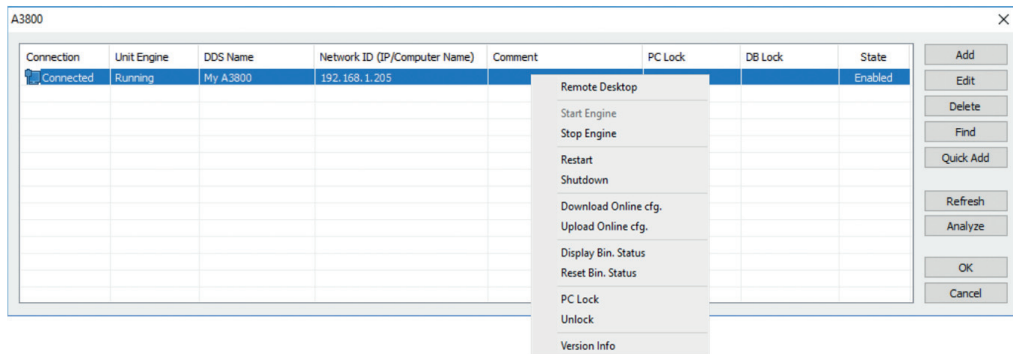 A3800
Connection Unit Engine DDS Name Network ID (IP/Computer Name) Comment PC Lock DB Lock State
Connected Running My A3800 192.168.1.205 Enabled
Add
Edit
Delete
Find
Quick Add
Refresh
Analyze
OK
Cancel
Remote Desktop
Start Engine
Stop Engine
Restart
Shutdown
Download Online cfg.
Upload Online cfg.
Display Bin. Status
Reset Bin. Status
PC Lock
Unlock
Version Info